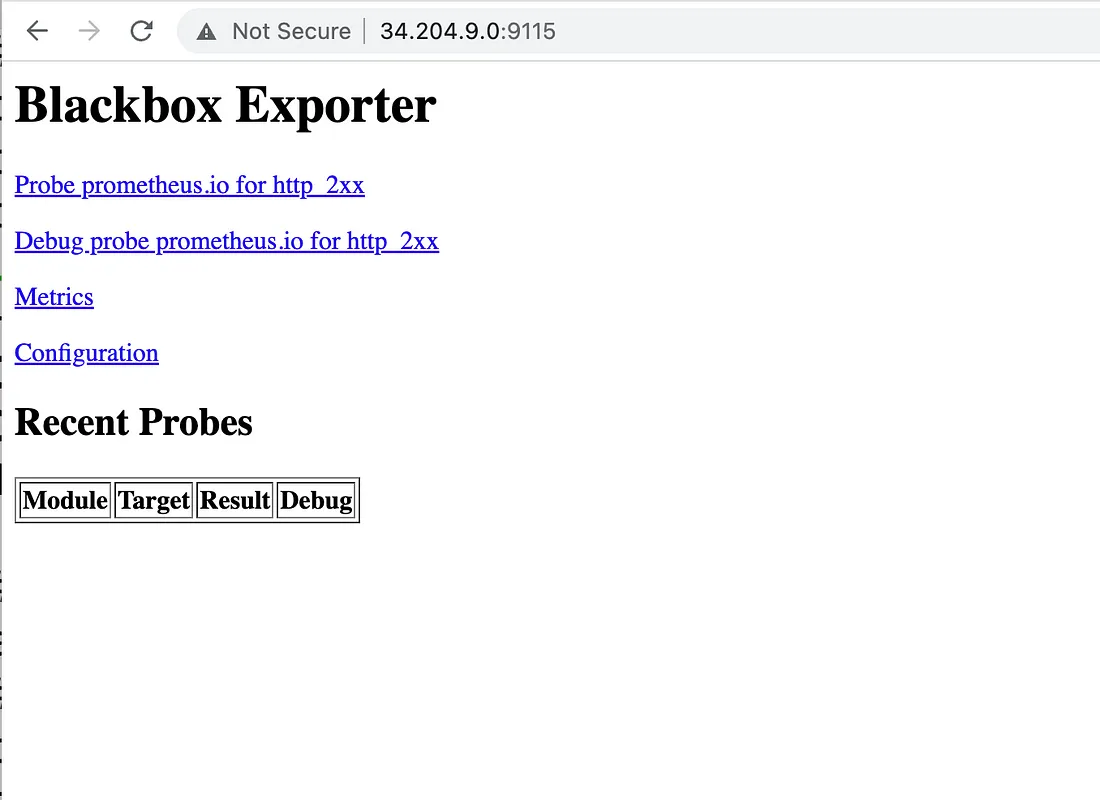 Not Secure | 34.204.9.0:9115
Blackbox Exporter
Probe prometheus.io for http_2xx
Debug probe prometheus.io for http_2xx
Metrics
Configuration
Recent Probes
Module Target Result Debug